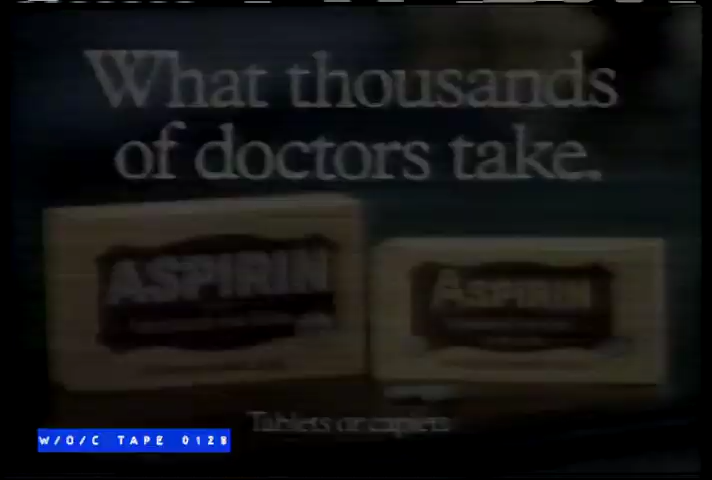 What thousands
of doctors take.
ASPIRIN
ASPIRIN
Tablets or caplets
W/O/C TAPE 0128